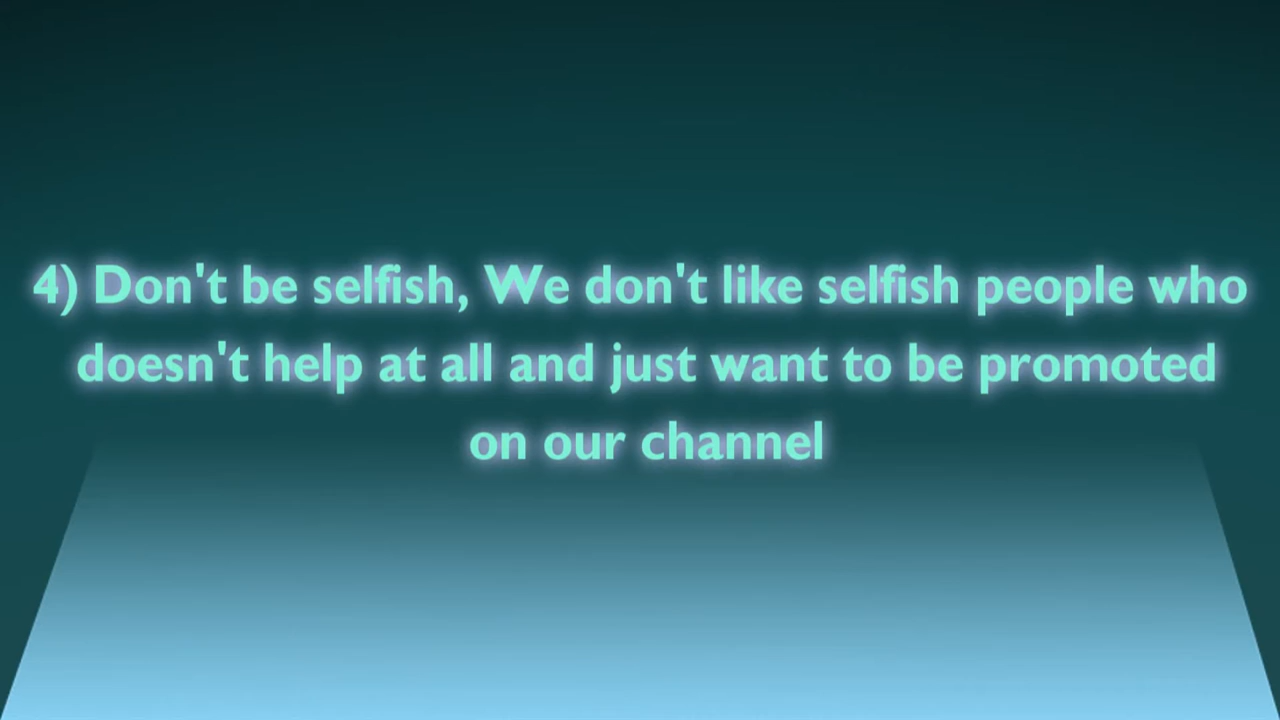 4) Don't be selfish, We don't like selfish people who
doesn't help at all and just want to be promoted
on our channel